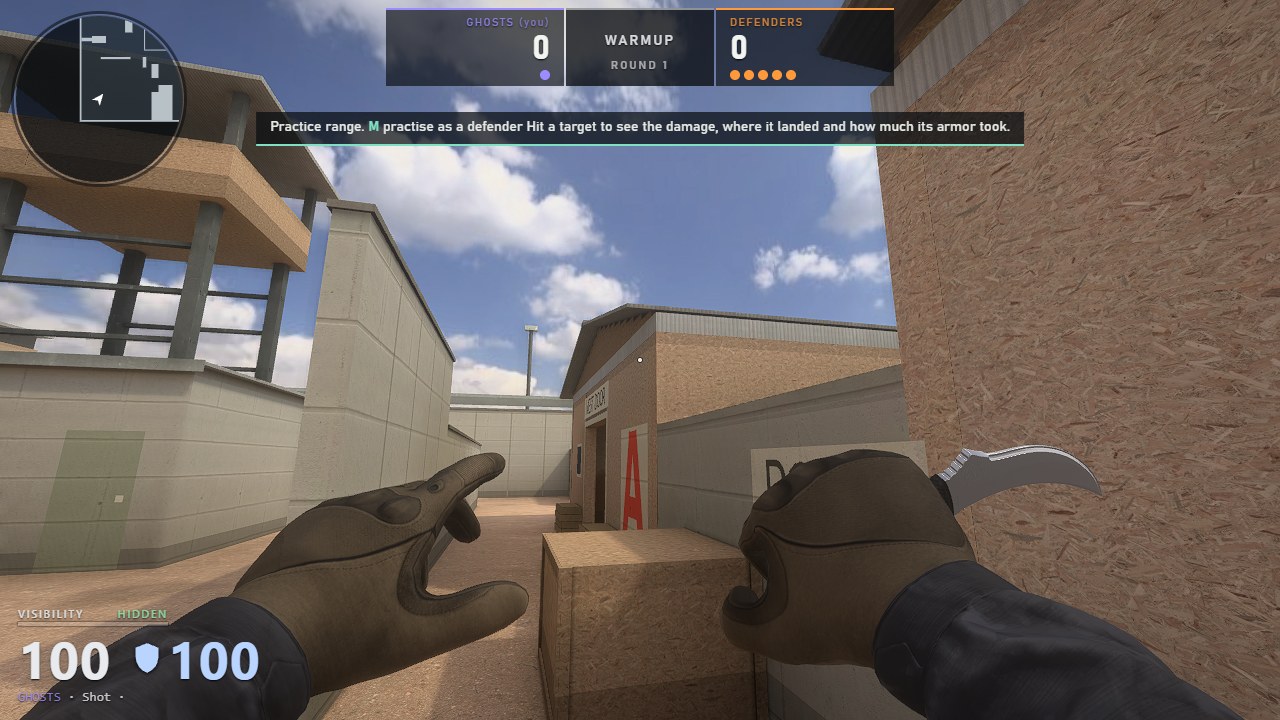 GHOSTS (you)
0
WARMUP
ROUND 1
DEFENDERS
0
Practice range. M practise as a defender Hit a target to see the damage, where it landed and how much its armor took.
A
VISIBILITY HIDDEN
100 100
GHOSTS · Shot ·